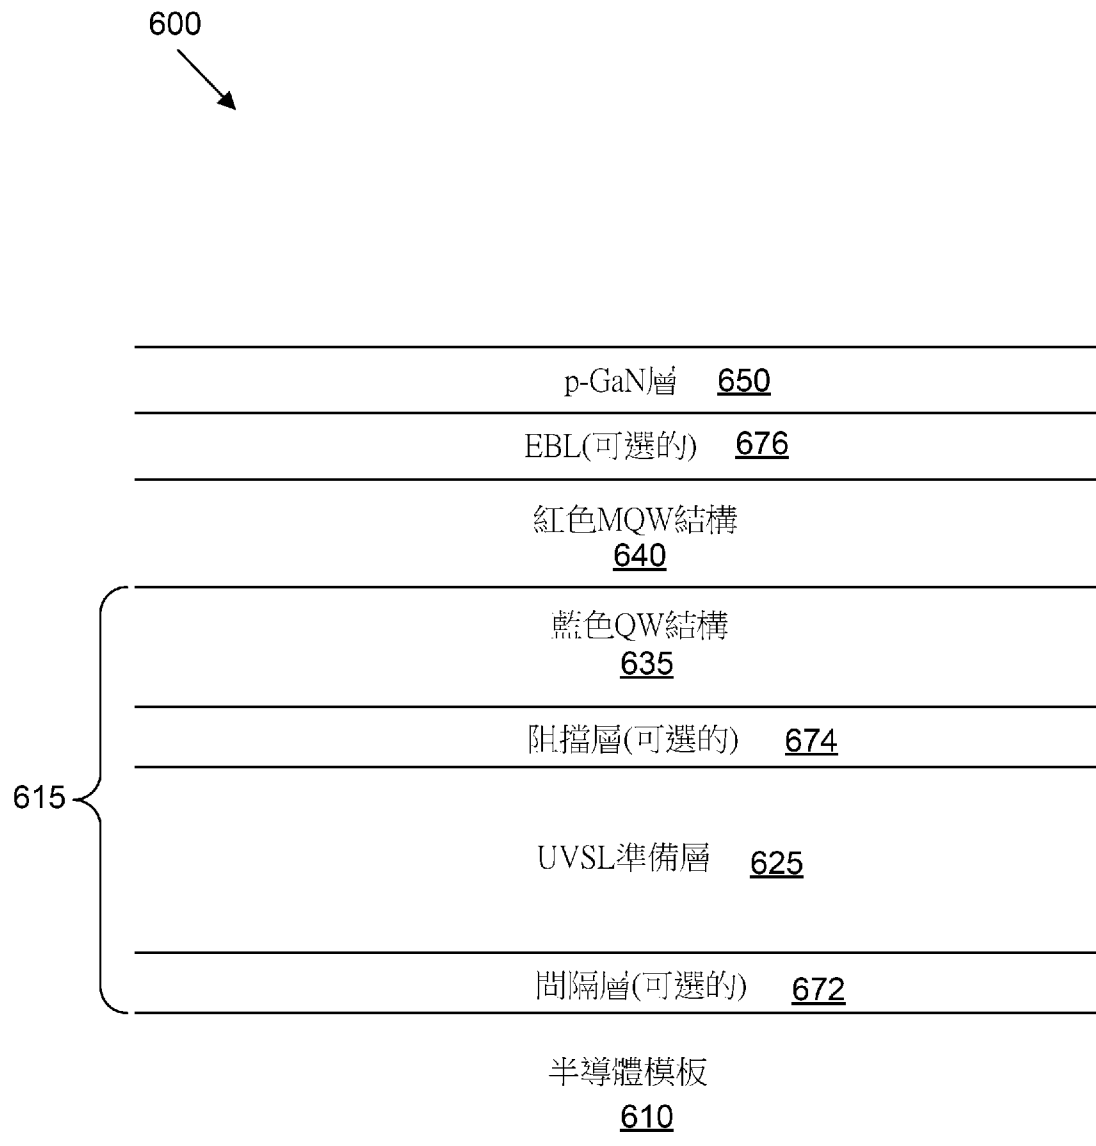 600
p-GaN層 650
EBL(可選的) 676
紅色MQW結構
640
藍色QW結構
635
阻擋層(可選的) 674
615
UVSL準備層 625
間隔層(可選的) 672
半導體模板
610